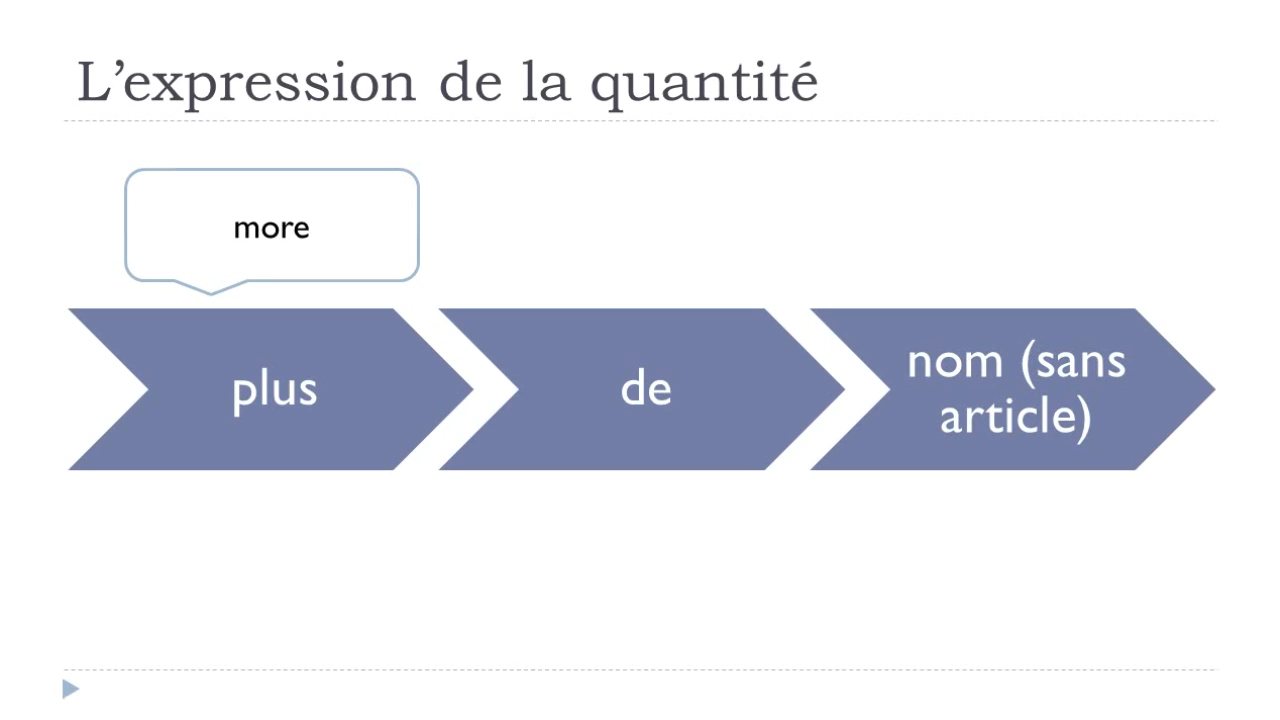 L’expression de la quantité
more
plus
de
nom (sans
article)